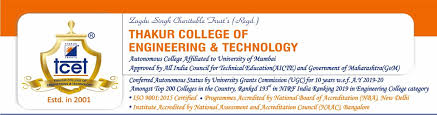 Zagdu Singh Charitable Trust's (Regd.)
THAKUR COLLEGE OF
ENGINEERING & TECHNOLOGY
Autonomous College Affiliated to University of Mumbai
Approved by All India Council for Technical Education(AICTE) and Government of Maharashtra(GoM)
Conferred Autonomous Status by University Grants Commission (UGC) for 10 years w.e.f. A.Y 2019-20
Amongst Top 200 Colleges in the Country, Ranked 193rd in NIRF India Ranking 2019 in Engineering College category
• ISO 9001:2015 Certified • Programmes Accredited by National Board of Accreditation (NBA), New Delhi
• Institute Accredited by National Assessment and Accreditation Council (NAAC), Bangalore
tcet
Estd. in 2001